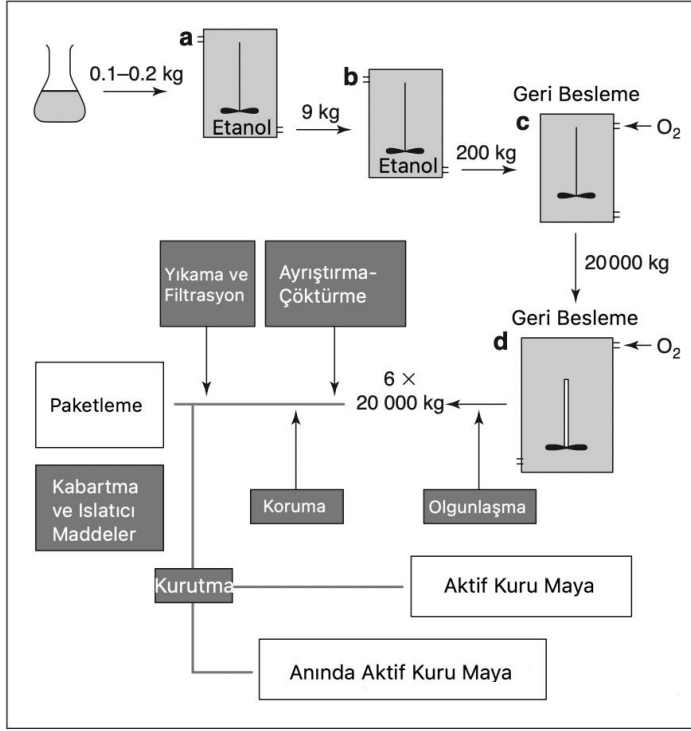 a
0.1–0.2 kg
Etanol
b
9 kg
Etanol
200 kg
Geri Besleme
c
O₂
20 000 kg
Geri Besleme
d
O₂
Yıkama ve
Filtrasyon
Ayrıştırma-
Çöktürme
6 ×
20 000 kg
Paketleme
Kabartma
ve Islatıcı
Maddeler
Koruma
Olgunlaşma
Kurutma
Aktif Kuru Maya
Anında Aktif Kuru Maya